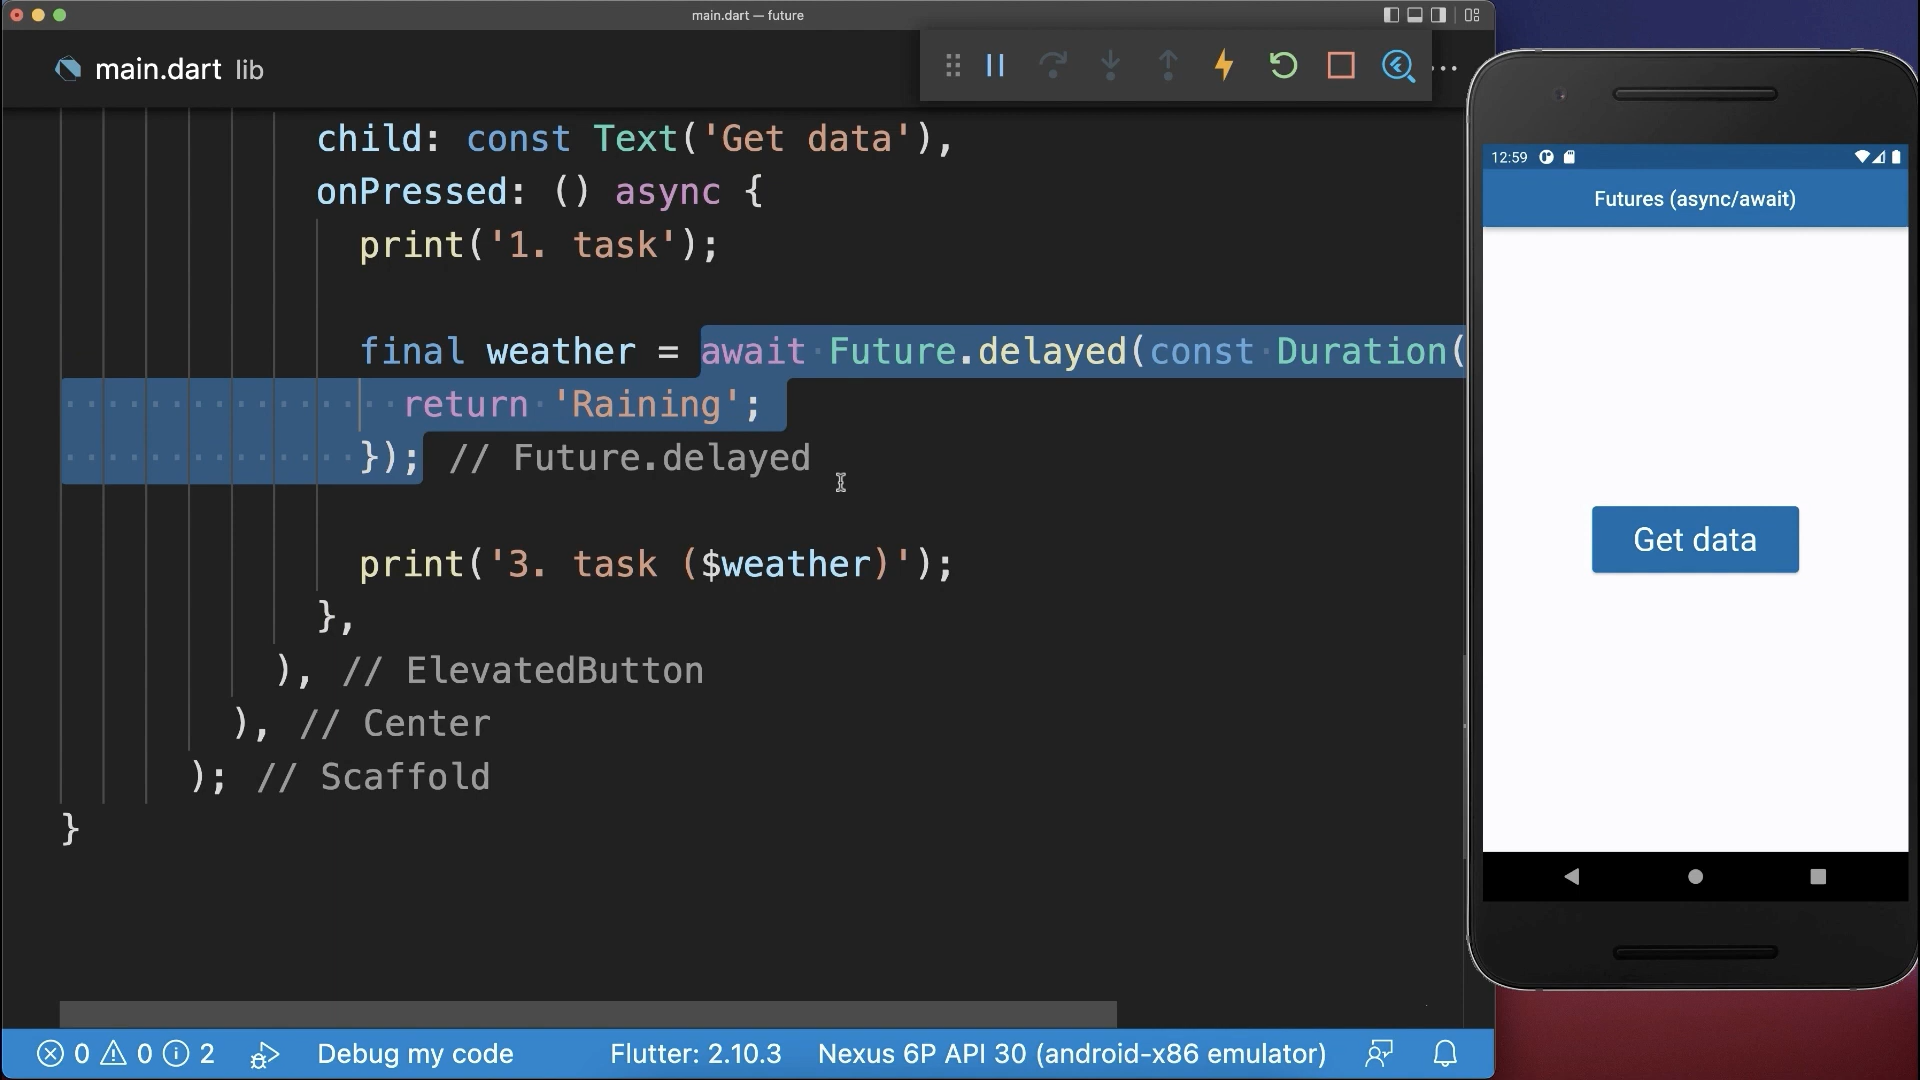 main.dart — future
main.dart lib
child: const Text('Get data'),
onPressed: () async {
print('1. task');
final weather = await Future.delayed(const Duration(
return 'Raining';
}); // Future.delayed
print('3. task ($weather)');
},
), // ElevatedButton
), // Center
); // Scaffold
}
0 0 2 Debug my code Flutter: 2.10.3 Nexus 6P API 30 (android-x86 emulator)
12:59
Futures (async/await)
Get data